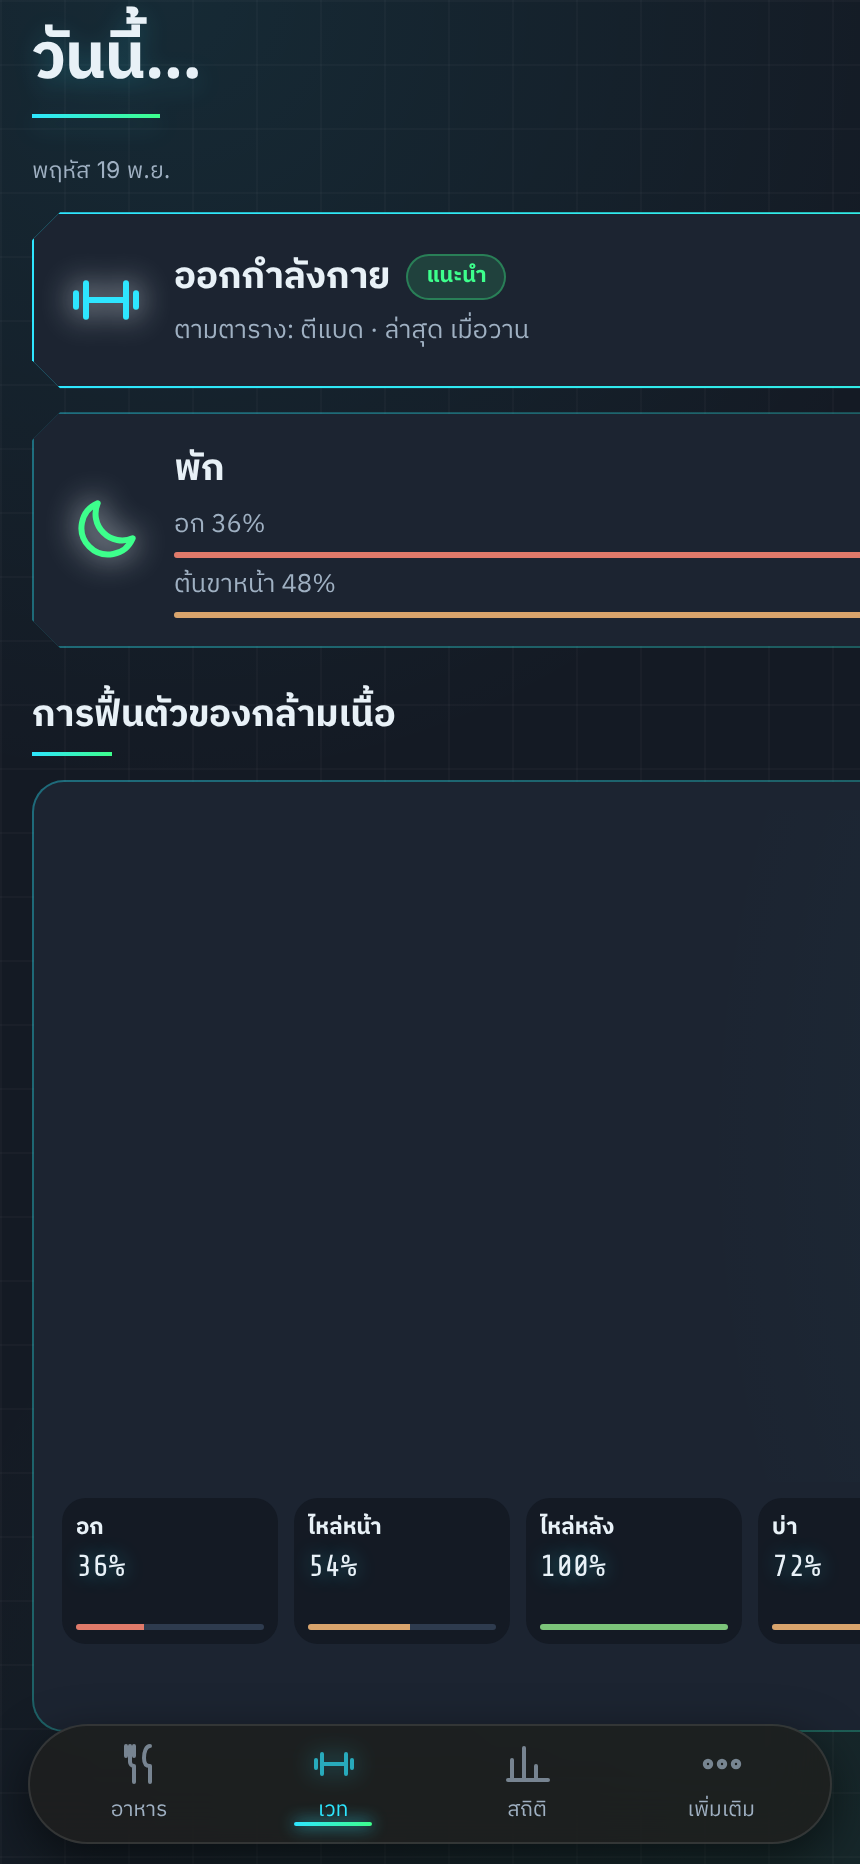 วันนี้...
พฤหัส 19 พ.ย.
ออกกำลังกาย แนะนำ
ตามตาราง: ตีแบด · ล่าสุด เมื่อวาน
พัก
อก 36%
ต้นขาหน้า 48%
การฟื้นตัวของกล้ามเนื้อ
อก ไหล่หน้า ไหล่หลัง บ่า
36% 54% 100% 72%
อาหาร เวท สถิติ เพิ่มเติม